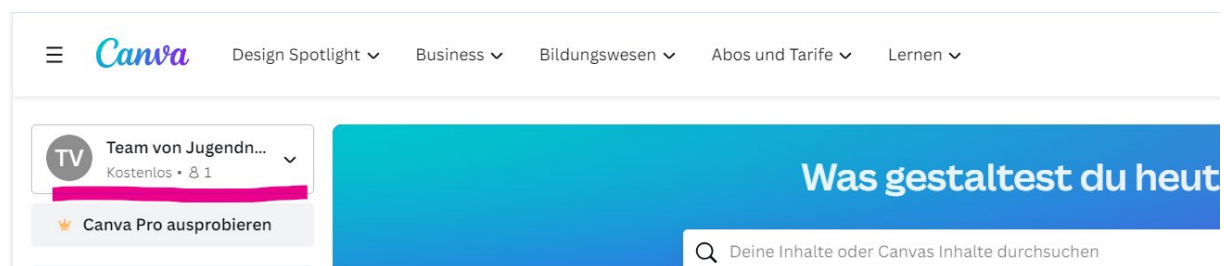 Canva Design Spotlight Business Bildungswesen Abos und Tarife Lernen
TV
Team von Jugendn...
Kostenlos • 1
Canva Pro ausprobieren
Was gestaltest du heut
Deine Inhalte oder Canvas Inhalte durchsuchen